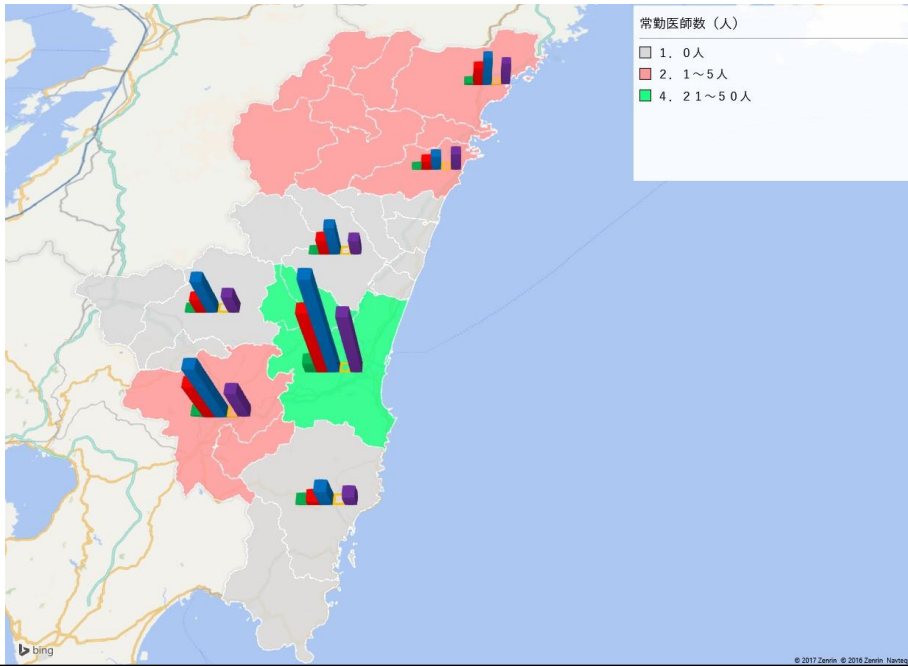 常勤医師数（人）
１．０人
２．１～５人
４．２１～５０人
bing
© 2017 Zenrin © 2016 Zenrin Navteq